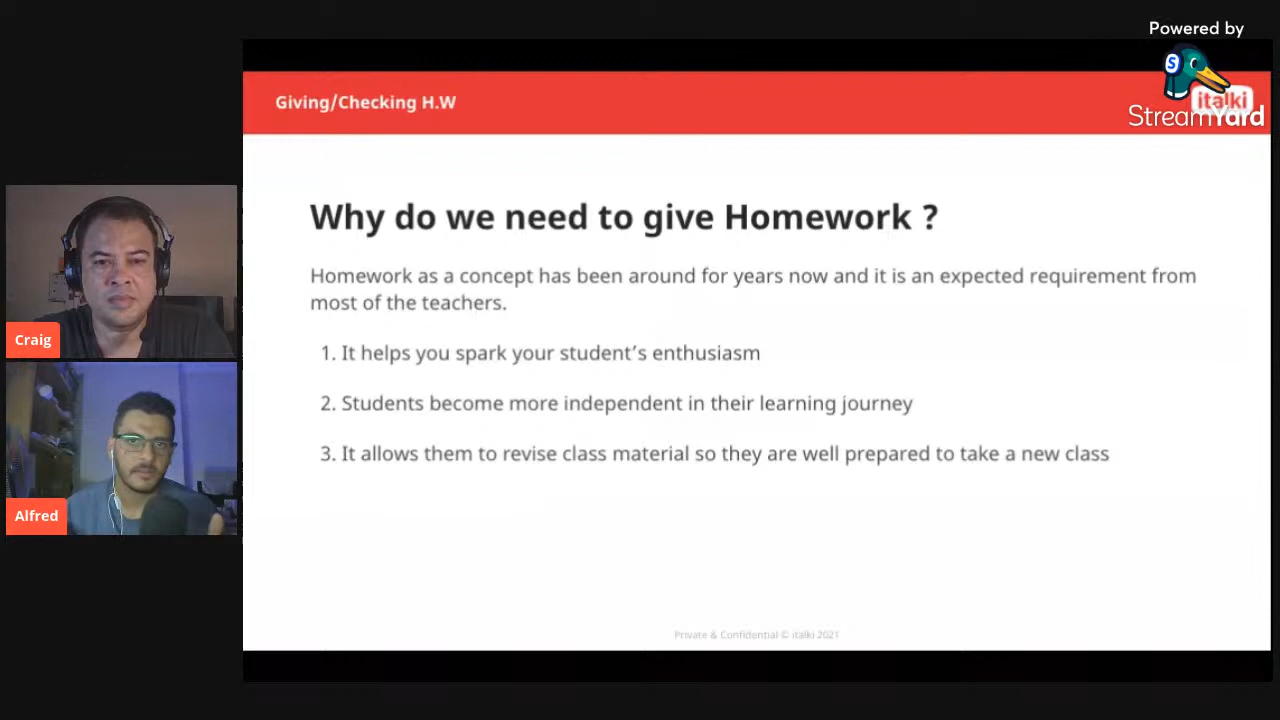 Powered by
S
italki
StreamYard
Giving/Checking H.W
Why do we need to give Homework ?
Homework as a concept has been around for years now and it is an expected requirement from
most of the teachers.
1. It helps you spark your student’s enthusiasm
2. Students become more independent in their learning journey
3. It allows them to revise class material so they are well prepared to take a new class
Craig
Alfred
Private & Confidential © italki 2021